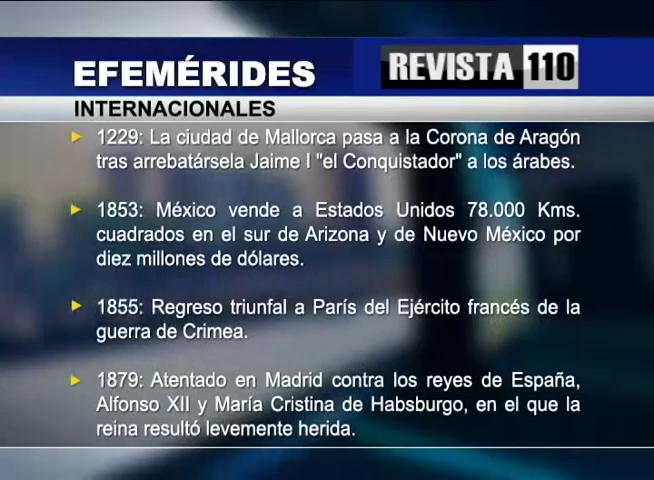 EFEMÉRIDES
REVISTA 110
INTERNACIONALES
1229: La ciudad de Mallorca pasa a la Corona de Aragón
tras arrebatársela Jaime I "el Conquistador" a los árabes.
1853: México vende a Estados Unidos 78.000 Kms.
cuadrados en el sur de Arizona y de Nuevo México por
diez millones de dólares.
1855: Regreso triunfal a París del Ejército francés de la
guerra de Crimea.
1879: Atentado en Madrid contra los reyes de España,
Alfonso XII y María Cristina de Habsburgo, en el que la
reina resultó levemente herida.